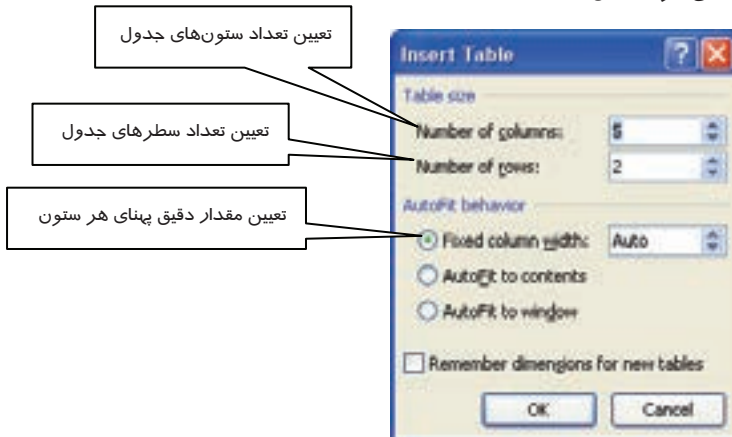 تعیین تعداد ستون‌های جدول
Insert Table
Table size
Number of columns: 5
تعیین تعداد سطرهای جدول
Number of rows: 2
AutoFit behavior
تعیین مقدار دقیق پهنای هر ستون
Fixed column width: Auto
AutoFit to contents
AutoFit to window
Remember dimensions for new tables
OK Cancel